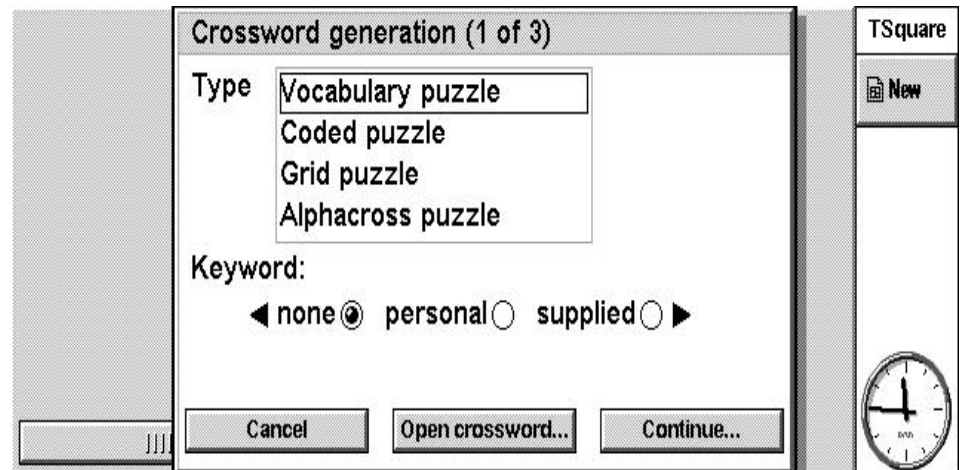 Crossword generation (1 of 3)
TSquare
New
Type
Vocabulary puzzle
Coded puzzle
Grid puzzle
Alphacross puzzle
Keyword:
none personal supplied
Cancel Open crossword... Continue...